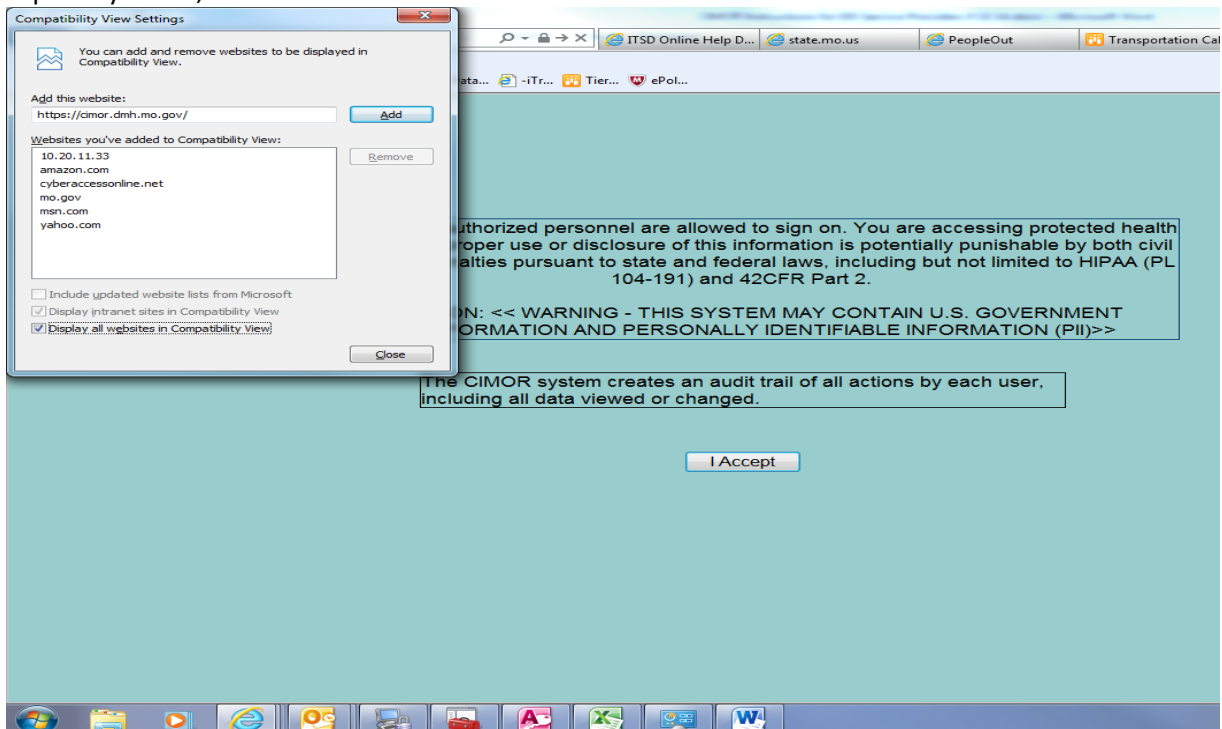 Compatibility View Settings
You can add and remove websites to be displayed in
Compatibility View.
Add this website:
https://cimor.dmh.mo.gov/
Add
Websites you've added to Compatibility View:
10.20.11.33
amazon.com
cyberaccessonline.net
mo.gov
msn.com
yahoo.com
Remove
Include updated website lists from Microsoft
Display intranet sites in Compatibility View
Display all websites in Compatibility View
Close
ITSD Online Help D... state.mo.us PeopleOut Transportation Cal
ata... -iTr... Tier... ePol...
uthorized personnel are allowed to sign on. You are accessing protected health
roper use or disclosure of this information is potentially punishable by both civil
alties pursuant to state and federal laws, including but not limited to HIPAA (PL
104-191) and 42CFR Part 2.
ON: << WARNING - THIS SYSTEM MAY CONTAIN U.S. GOVERNMENT
ORMATION AND PERSONALLY IDENTIFIABLE INFORMATION (PII)>>
The CIMOR system creates an audit trail of all actions by each user,
including all data viewed or changed.
I Accept